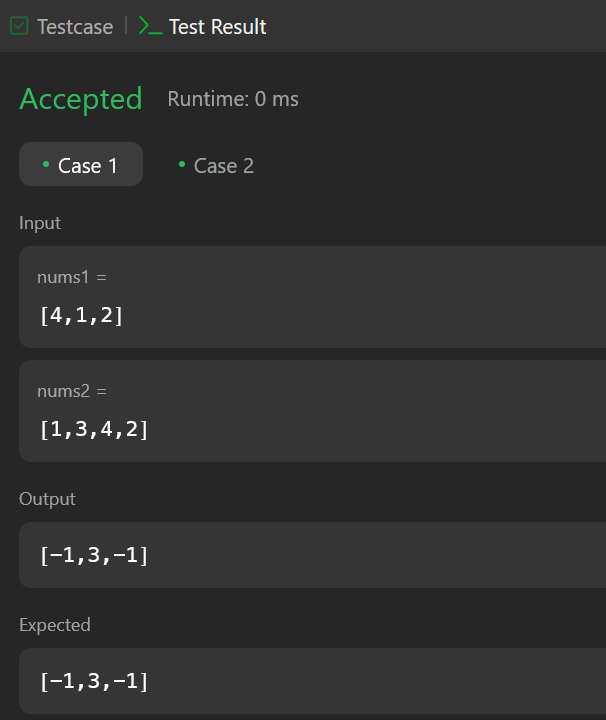 Testcase | Test Result
Accepted Runtime: 0 ms
Case 1 Case 2
Input
nums1 =
[4,1,2]
nums2 =
[1,3,4,2]
Output
[-1,3,-1]
Expected
[-1,3,-1]